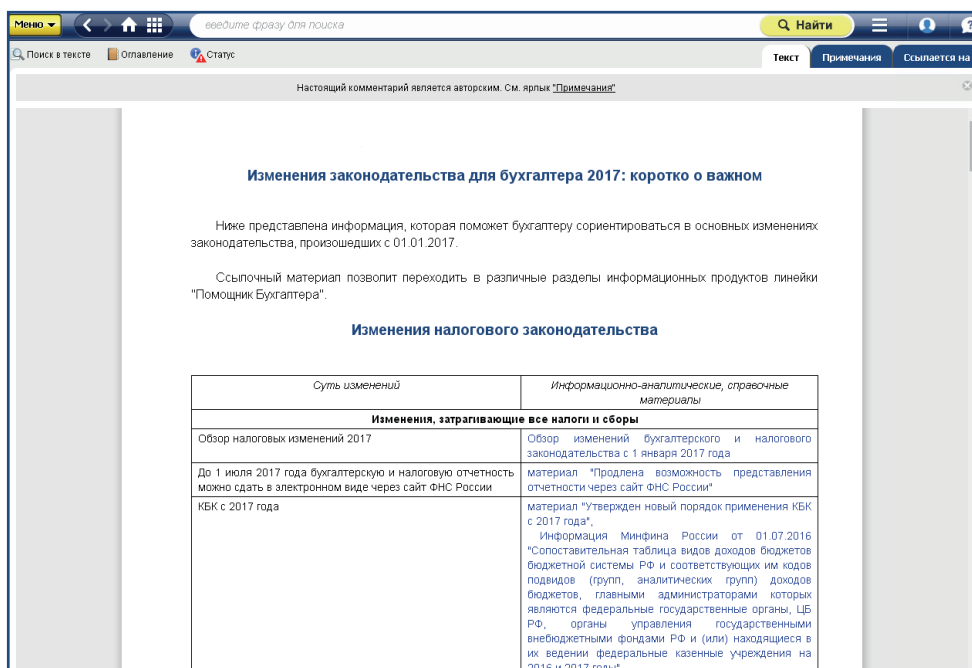 Меню
введите фразу для поиска
Найти
Поиск в тексте
Оглавление
Статус
Текст
Примечания
Ссылается на
Настоящий комментарий является авторским. См. ярлык "Примечания"
Изменения законодательства для бухгалтера 2017: коротко о важном
Ниже представлена информация, которая поможет бухгалтеру сориентироваться в основных изменениях
законодательства, произошедших с 01.01.2017.
Ссылочный материал позволит переходить в различные разделы информационных продуктов линейки
"Помощник Бухгалтера".
Изменения налогового законодательства
Суть изменений
Информационно-аналитические, справочные
материалы
Изменения, затрагивающие все налоги и сборы
Обзор налоговых изменений 2017
Обзор изменений бухгалтерского и налогового
законодательства с 1 января 2017 года
До 1 июля 2017 года бухгалтерскую и налоговую отчетность
можно сдать в электронном виде через сайт ФНС России
материал "Продлена возможность представления
отчетности через сайт ФНС России"
КБК с 2017 года
материал "Утвержден новый порядок применения КБК
с 2017 года",
Информация Минфина России от 01.07.2016
"Сопоставительная таблица видов доходов бюджетов
бюджетной системы РФ и соответствующих им кодов
подвидов (групп, аналитических групп) доходов
бюджетов, главными администраторами которых
являются федеральные государственные органы, ЦБ
РФ, органы управления государственными
внебюджетными фондами РФ и (или) находящиеся в
их ведении федеральные казенные учреждения на
2016 и 2017 годы"